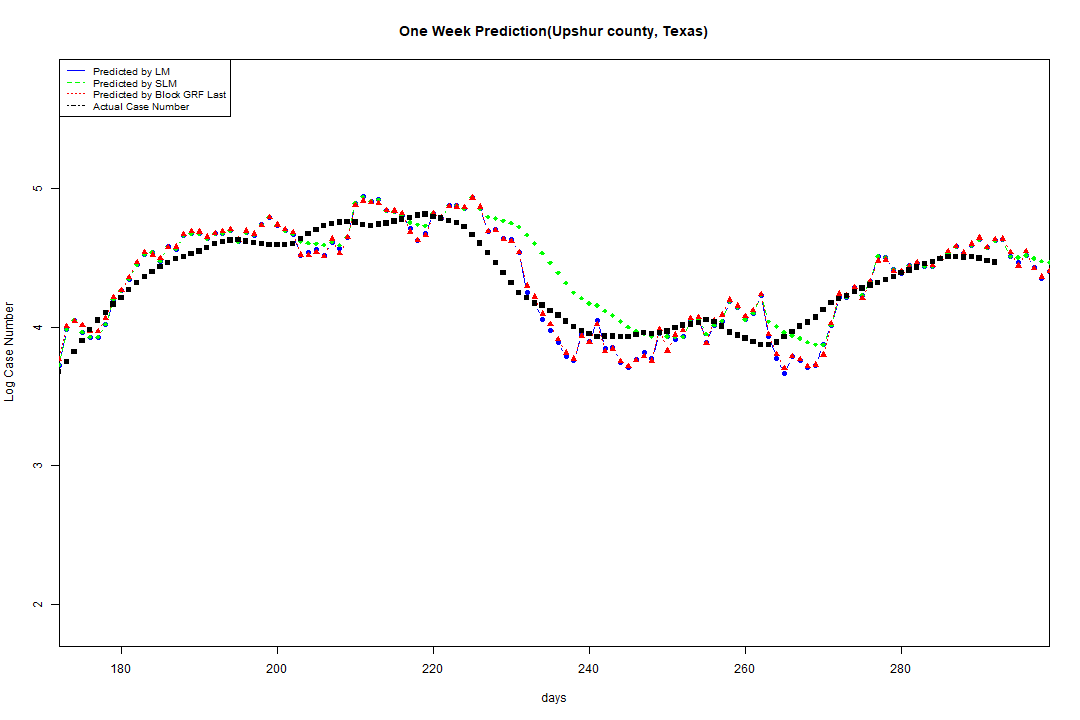 One Week Prediction(Upshur county, Texas)
Predicted by LM
Predicted by SLM
Predicted by Block GRF Last
Actual Case Number
Log Case Number
5
4
3
2
180 200 220 240 260 280
days